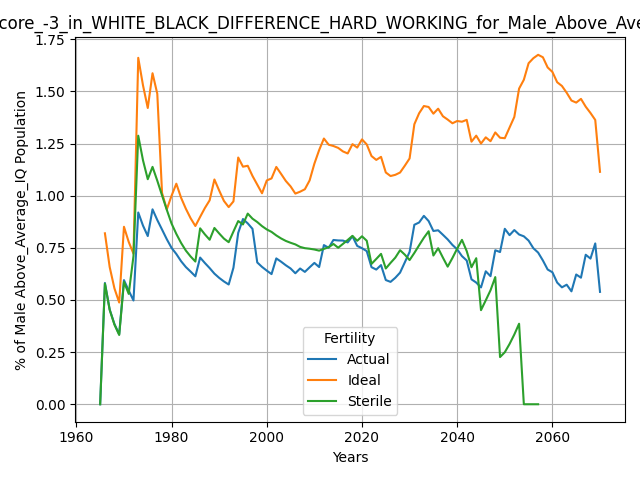 core_-3_in_WHITE_BLACK_DIFFERENCE_HARD_WORKING_for_Male_Above_Ave
% of Male Above_Average_IQ Population
1.75
1.50
1.25
1.00
0.75
0.50
0.25
0.00
1960
1980
2000
2020
2040
2060
Years
Fertility
Actual
Ideal
Sterile